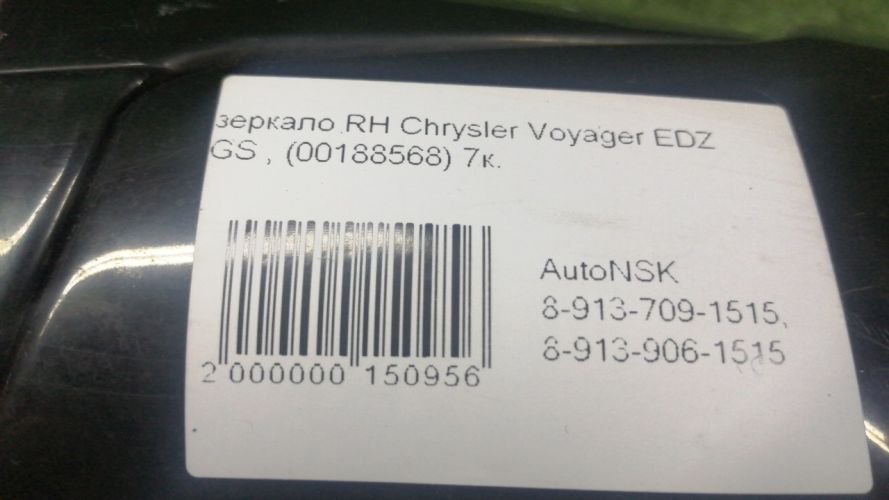 зеркало RH Chrysler Voyager EDZ
GS , (00188568) 7к.
AutoNSK
8-913-709-1515,
8-913-906-1515
2 000000 150956